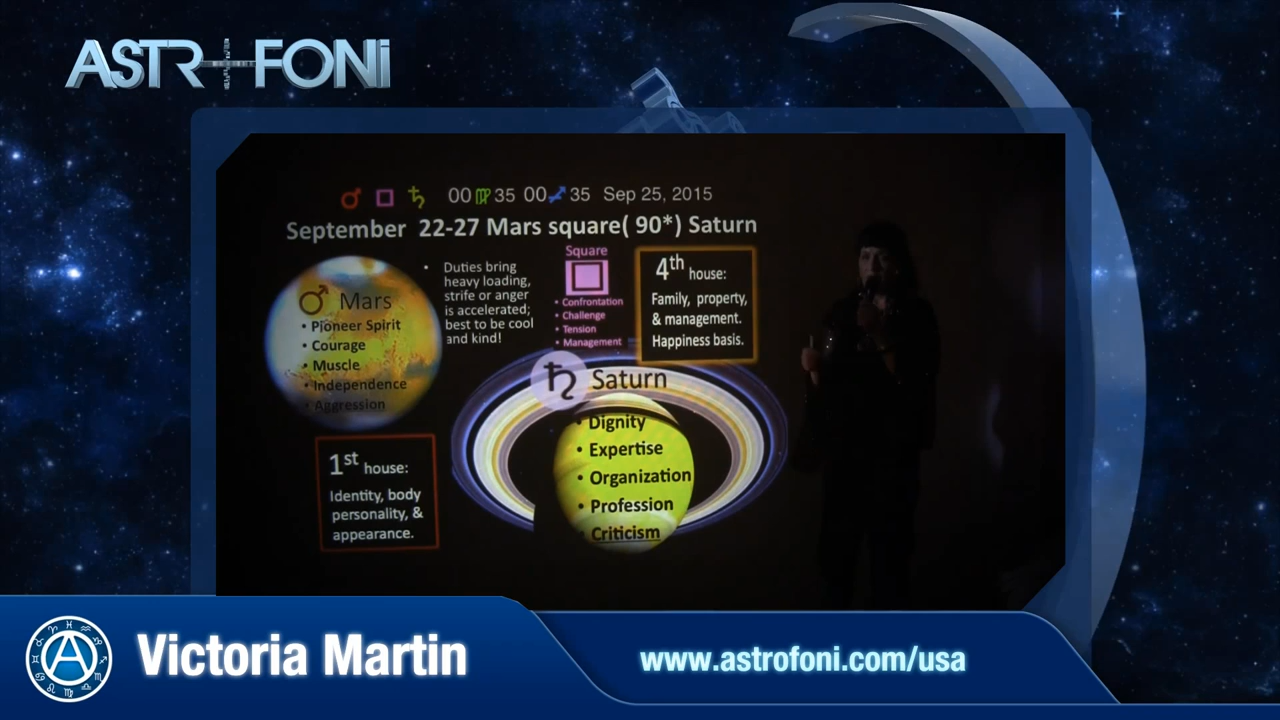 ASTROFONi
♂ □ ♄ 00 ♍ 35 00 ♐ 35 Sep 25, 2015
September 22-27 Mars square( 90*) Saturn
♂ Mars
• Pioneer Spirit
• Courage
• Muscle
• Independence
• Aggression
• Duties bring
heavy loading,
strife or anger
is accelerated;
best to be cool
and kind!
Square
• Confrontation
• Challenge
• Tension
• Management
4th house:
Family, property,
& management.
Happiness basis.
♄ Saturn
• Dignity
• Expertise
• Organization
• Profession
• Criticism
1st house:
Identity, body
personality, &
appearance.
A
Victoria Martin
www.astrofoni.com/usa